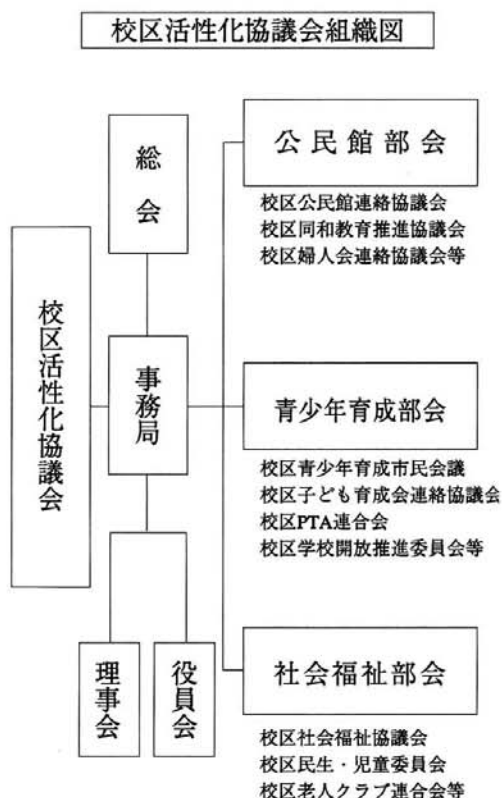 校区活性化協議会組織図
総会
公民館部会
校区公民館連絡協議会
校区同和教育推進協議会
校区婦人会連絡協議会等
校区活性化協議会
事務局
青少年育成部会
校区青少年育成市民会議
校区子ども育成会連絡協議会
校区PTA連合会
校区学校開放推進委員会等
理事会
役員会
社会福祉部会
校区社会福祉協議会
校区民生・児童委員会
校区老人クラブ連合会等